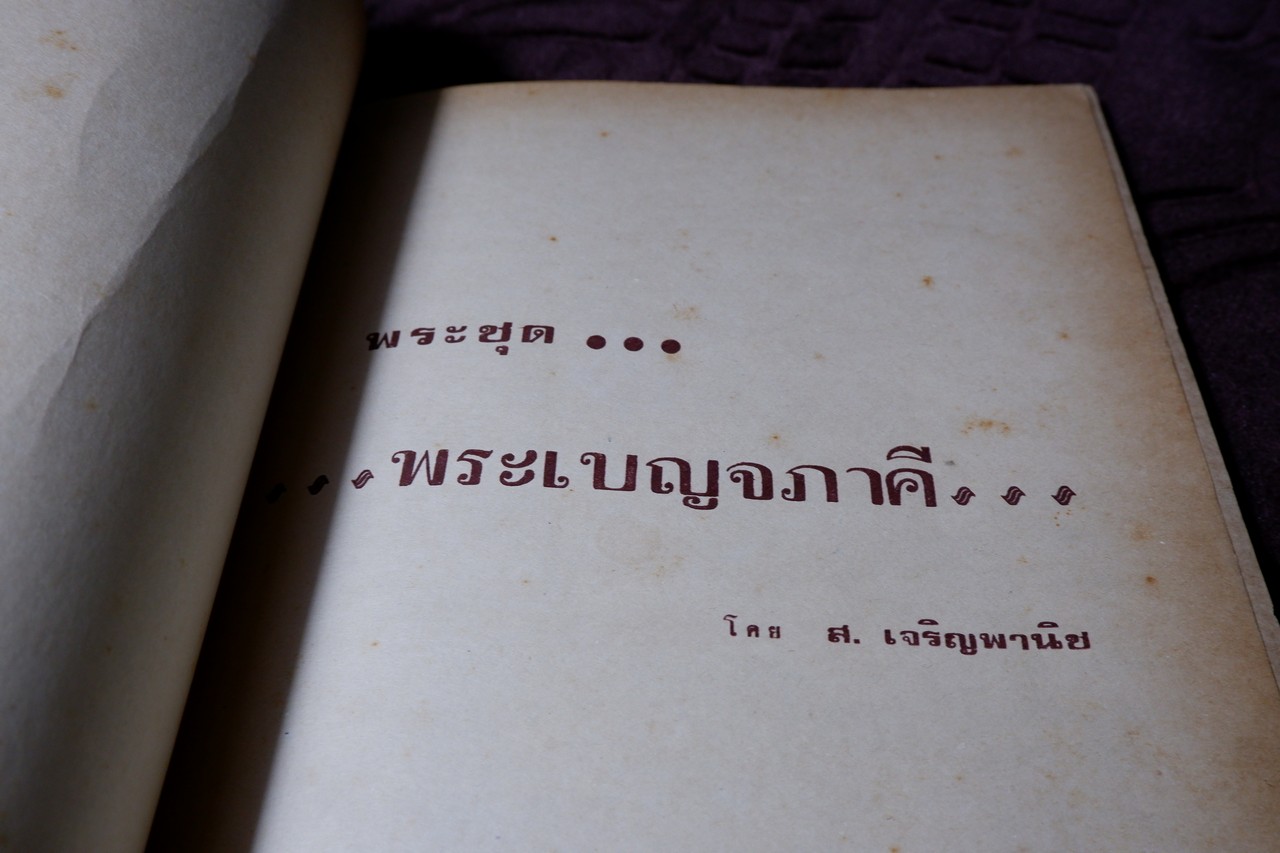 พระชุด ●●●
พระเบญจภาคี
โดย ส. เจริญพานิช